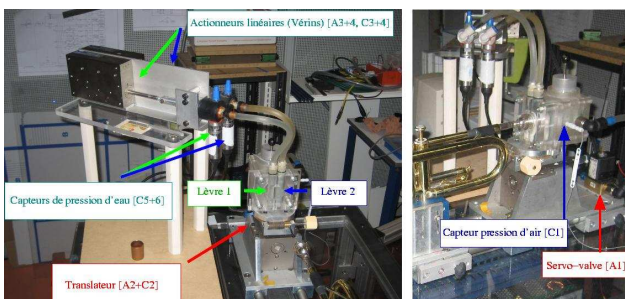 Actionneurs linéaires (Vérins) [A3+4, C3+4]
Capteurs de pression d'eau [C5+6]
Lèvre 1
Lèvre 2
Translateur [A2+C2]
Capteur pression d'air [C1]
Servo-valve [A1]